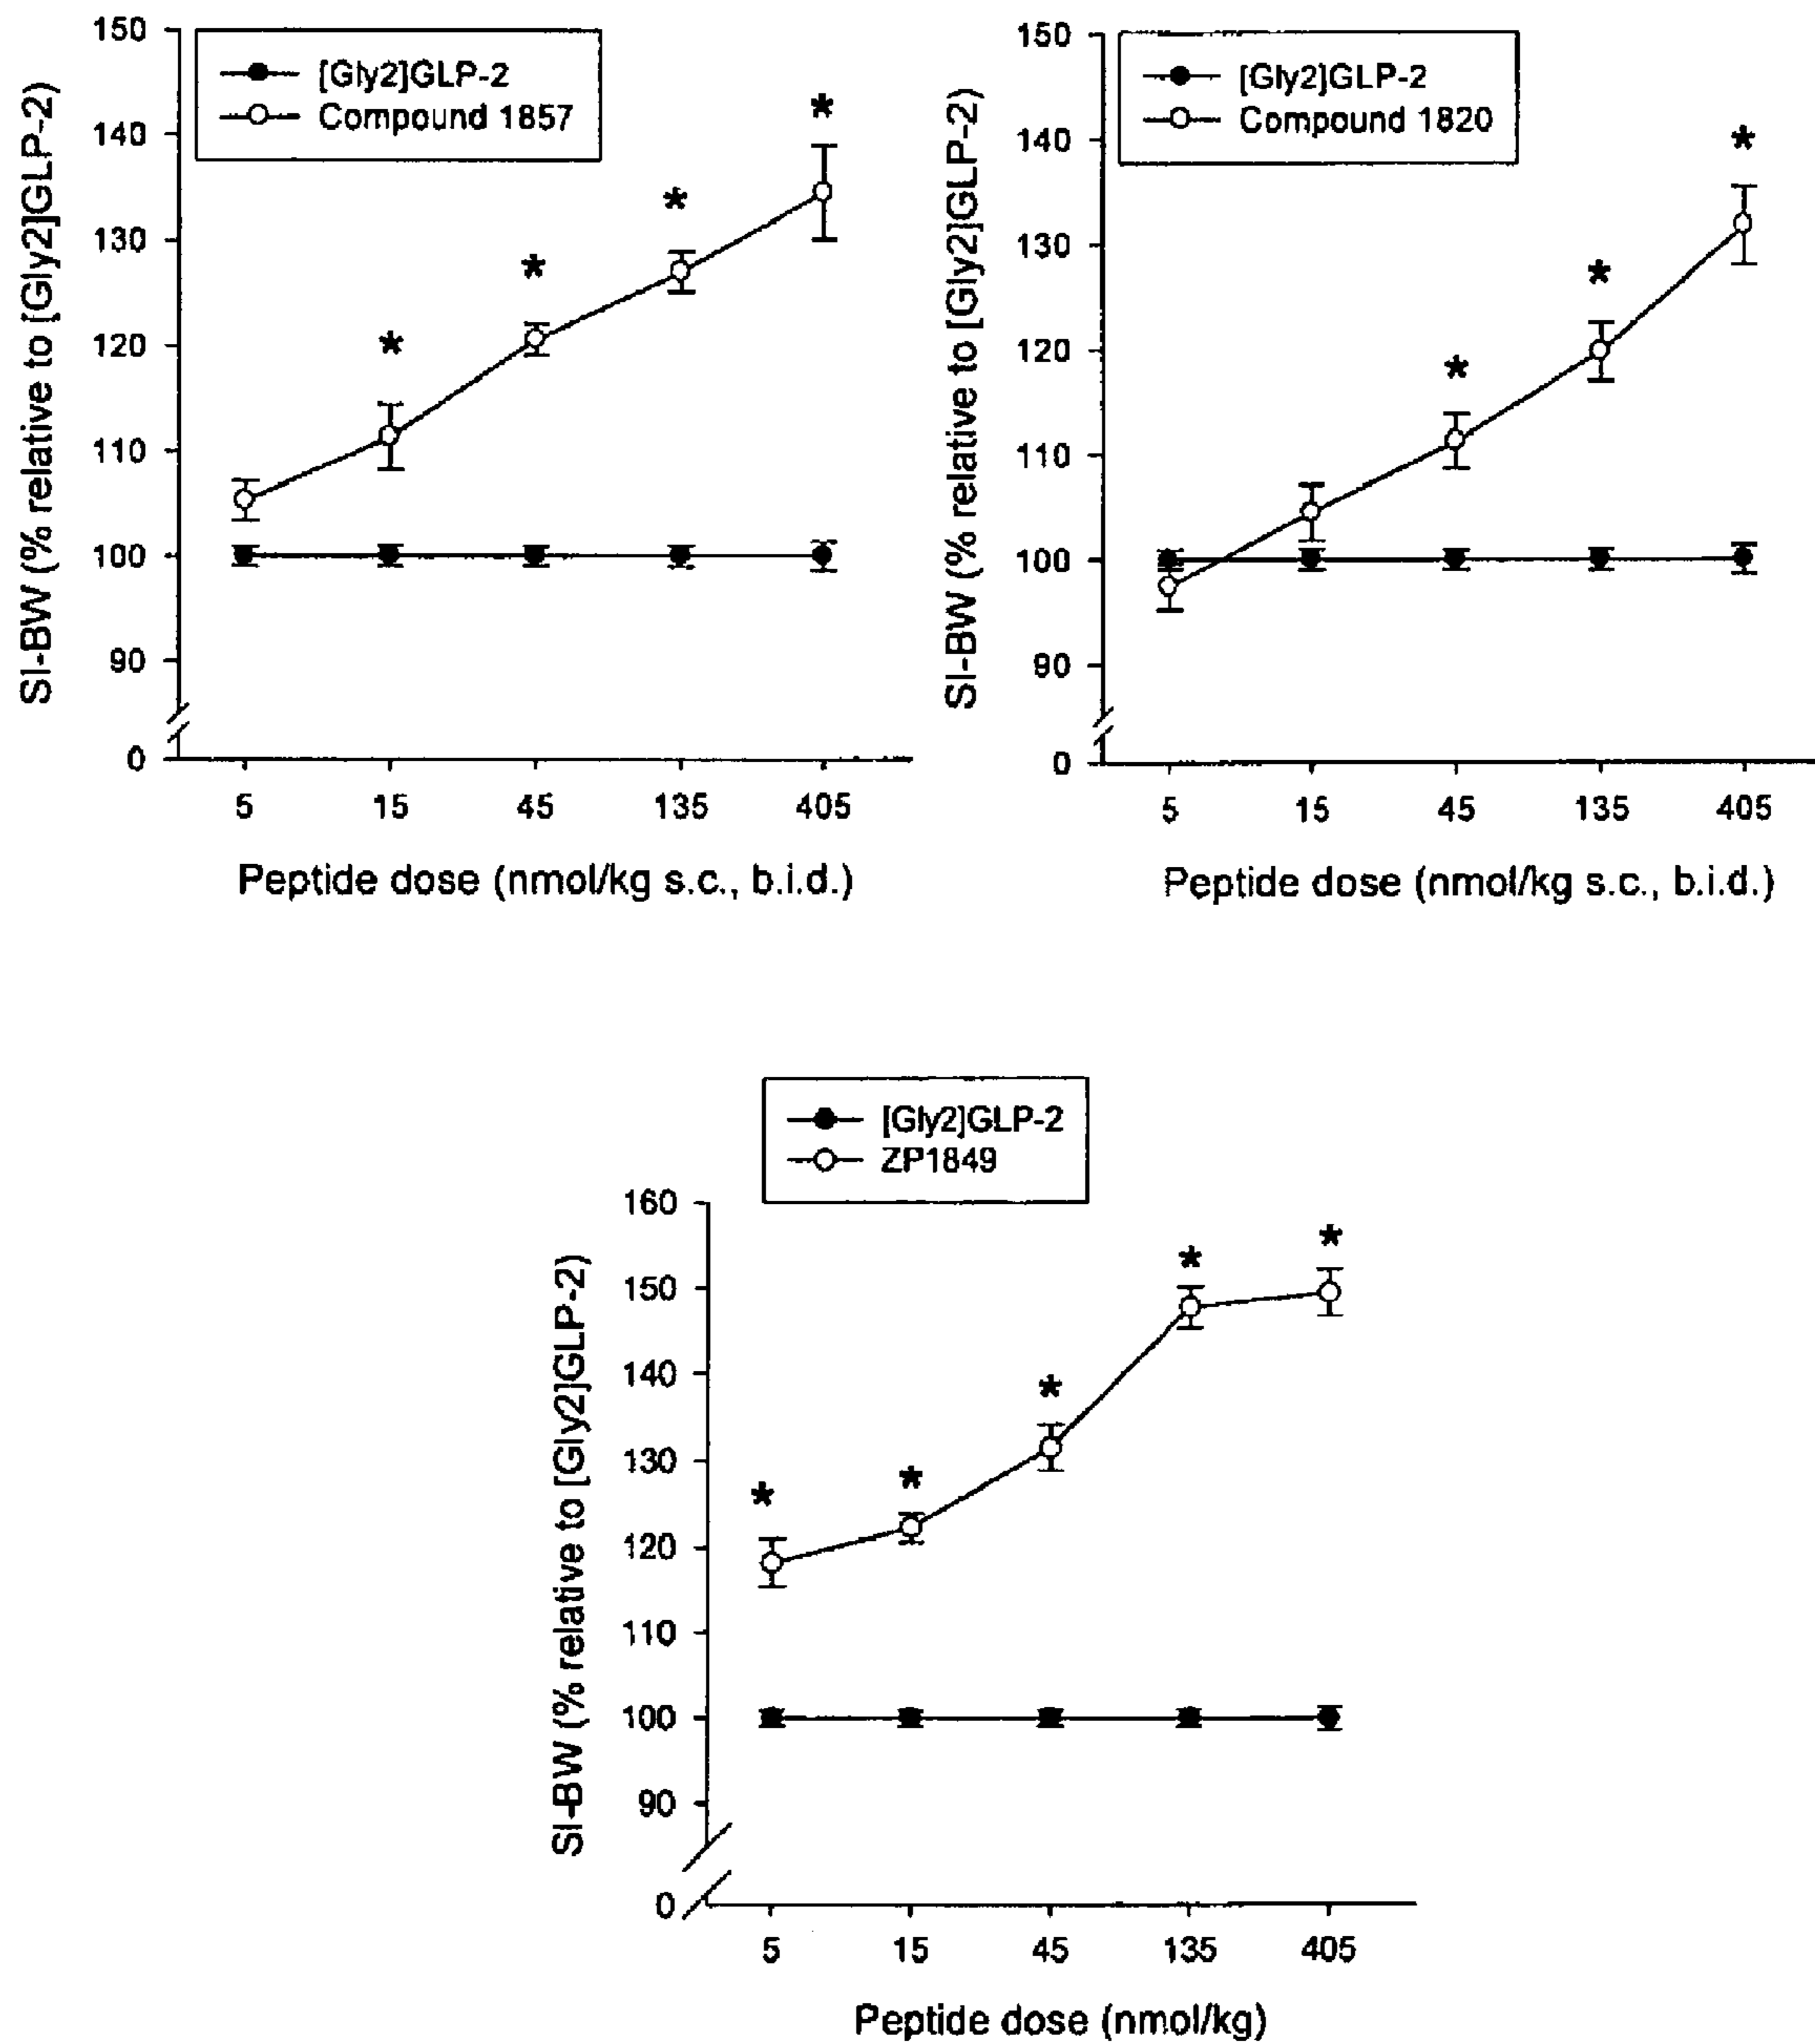 [Gly2]GLP-2
Compound 1857
SI-BW (% relative to [Gly2]GLP-2)
150
140
130
120
110
100
90
0
*
*
*
*
5 15 45 135 405
Peptide dose (nmol/kg s.c., b.i.d.)
[Gly2]GLP-2
Compound 1820
SI-BW (% relative to [Gly2]GLP-2)
150
140
130
120
110
100
90
0
*
*
*
*
5 15 45 135 405
Peptide dose (nmol/kg s.c., b.i.d.)
[Gly2]GLP-2
ZP1849
SI-BW (% relative to [Gly2]GLP-2)
160
150
140
130
120
110
100
90
0
*
*
*
*
*
5 15 45 135 405
Peptide dose (nmol/kg)